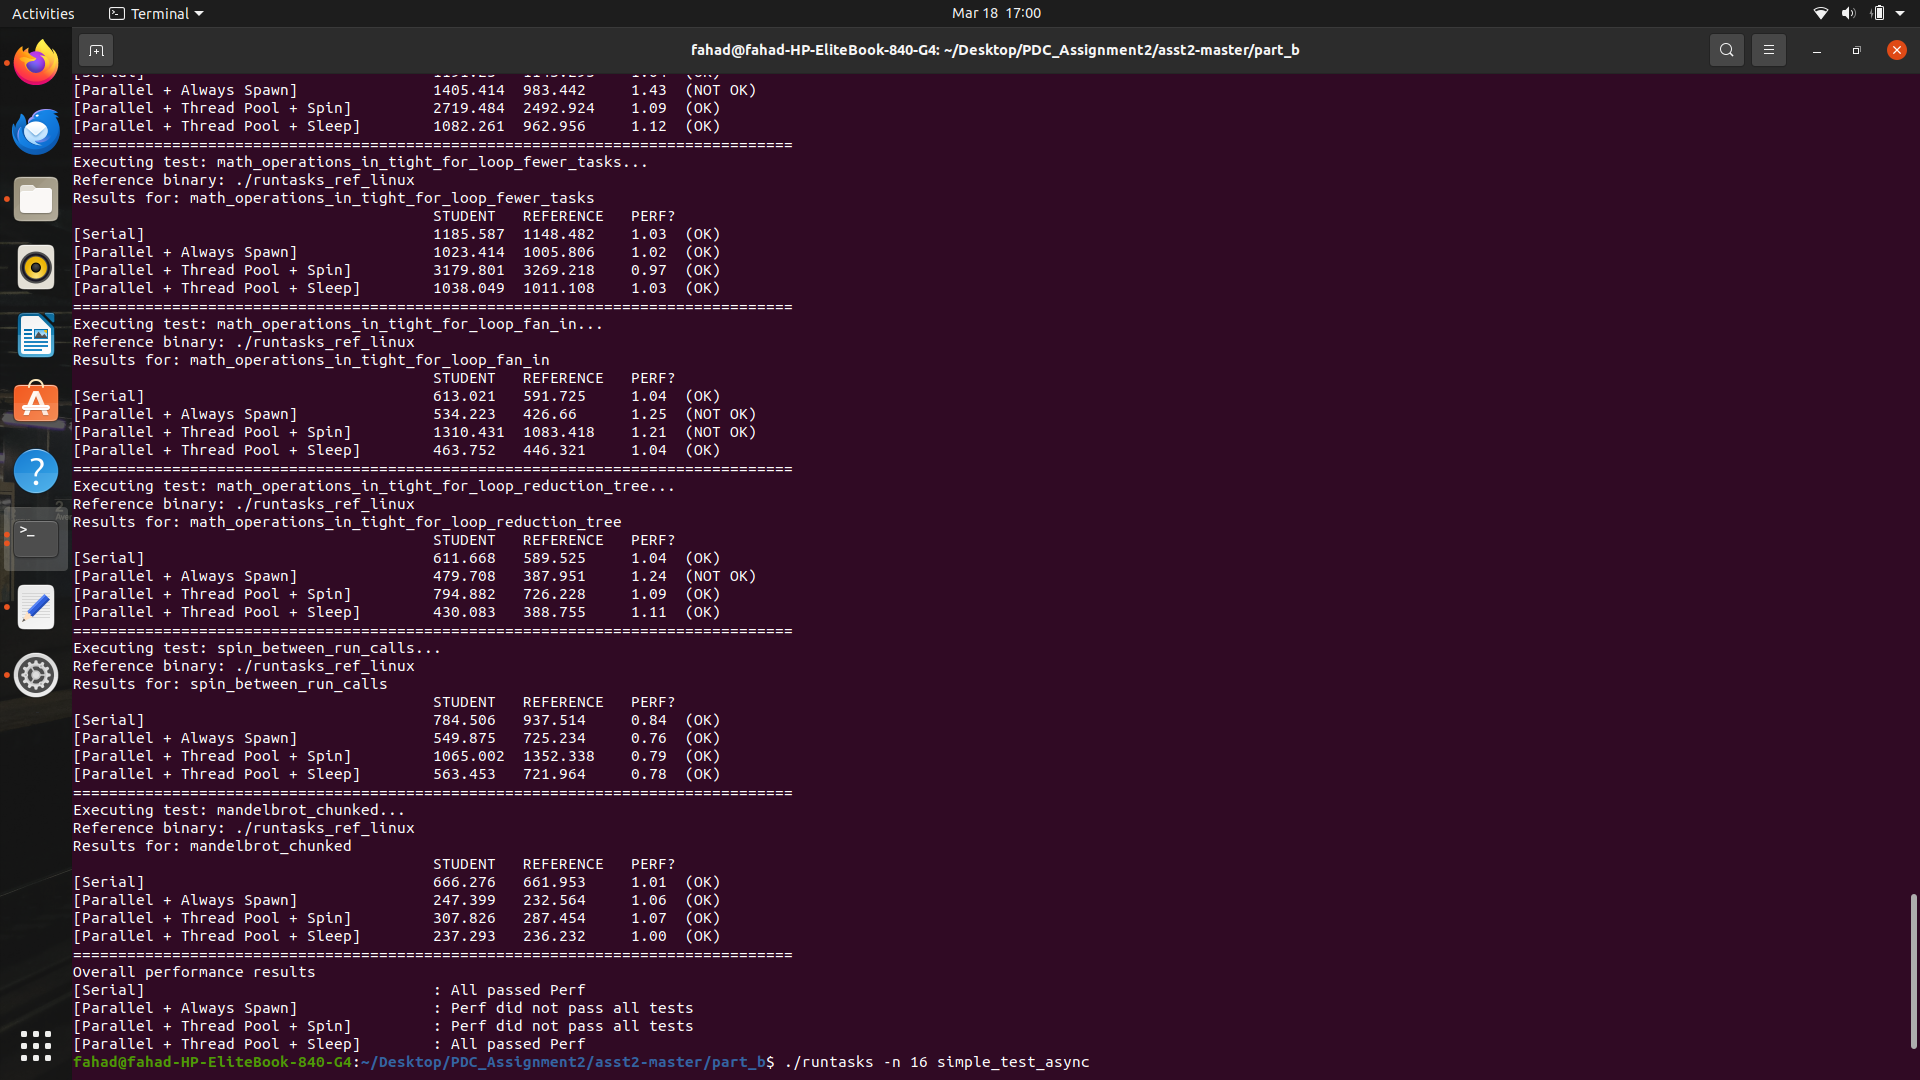 Activities Terminal Mar 18 17:00
fahad@fahad-HP-EliteBook-840-G4: ~/Desktop/PDC_Assignment2/asst2-master/part_b
[Parallel + Always Spawn] 1405.414 983.442 1.43 (NOT OK)
[Parallel + Thread Pool + Spin] 2719.484 2492.924 1.09 (OK)
[Parallel + Thread Pool + Sleep] 1082.261 962.956 1.12 (OK)
================================================================================
Executing test: math_operations_in_tight_for_loop_fewer_tasks...
Reference binary: ./runtasks_ref_linux
Results for: math_operations_in_tight_for_loop_fewer_tasks
STUDENT REFERENCE PERF?
[Serial] 1185.587 1148.482 1.03 (OK)
[Parallel + Always Spawn] 1023.414 1005.806 1.02 (OK)
[Parallel + Thread Pool + Spin] 3179.801 3269.218 0.97 (OK)
[Parallel + Thread Pool + Sleep] 1038.049 1011.108 1.03 (OK)
================================================================================
Executing test: math_operations_in_tight_for_loop_fan_in...
Reference binary: ./runtasks_ref_linux
Results for: math_operations_in_tight_for_loop_fan_in
STUDENT REFERENCE PERF?
[Serial] 613.021 591.725 1.04 (OK)
[Parallel + Always Spawn] 534.223 426.66 1.25 (NOT OK)
[Parallel + Thread Pool + Spin] 1310.431 1083.418 1.21 (NOT OK)
[Parallel + Thread Pool + Sleep] 463.752 446.321 1.04 (OK)
================================================================================
Executing test: math_operations_in_tight_for_loop_reduction_tree...
Reference binary: ./runtasks_ref_linux
Results for: math_operations_in_tight_for_loop_reduction_tree
STUDENT REFERENCE PERF?
[Serial] 611.668 589.525 1.04 (OK)
[Parallel + Always Spawn] 479.708 387.951 1.24 (NOT OK)
[Parallel + Thread Pool + Spin] 794.882 726.228 1.09 (OK)
[Parallel + Thread Pool + Sleep] 430.083 388.755 1.11 (OK)
================================================================================
Executing test: spin_between_run_calls...
Reference binary: ./runtasks_ref_linux
Results for: spin_between_run_calls
STUDENT REFERENCE PERF?
[Serial] 784.506 937.514 0.84 (OK)
[Parallel + Always Spawn] 549.875 725.234 0.76 (OK)
[Parallel + Thread Pool + Spin] 1065.002 1352.338 0.79 (OK)
[Parallel + Thread Pool + Sleep] 563.453 721.964 0.78 (OK)
================================================================================
Executing test: mandelbrot_chunked...
Reference binary: ./runtasks_ref_linux
Results for: mandelbrot_chunked
STUDENT REFERENCE PERF?
[Serial] 666.276 661.953 1.01 (OK)
[Parallel + Always Spawn] 247.399 232.564 1.06 (OK)
[Parallel + Thread Pool + Spin] 307.826 287.454 1.07 (OK)
[Parallel + Thread Pool + Sleep] 237.293 236.232 1.00 (OK)
================================================================================
Overall performance results
[Serial] : All passed Perf
[Parallel + Always Spawn] : Perf did not pass all tests
[Parallel + Thread Pool + Spin] : Perf did not pass all tests
[Parallel + Thread Pool + Sleep] : All passed Perf
fahad@fahad-HP-EliteBook-840-G4:~/Desktop/PDC_Assignment2/asst2-master/part_b$ ./runtasks -n 16 simple_test_async